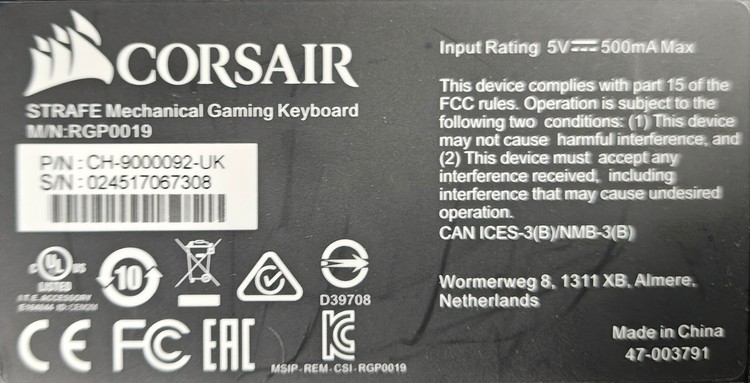 CORSAIR
STRAFE Mechanical Gaming Keyboard
M/N:RGP0019
P/N : CH-9000092-UK
S/N : 024517067308
c UL US
LISTED
I.T.E. ACCESSORY
10
D39708
CE FC EAC
MSIP-REM-CSI-RGP0019
Input Rating 5V 500mA Max
This device complies with part 15 of the
FCC rules. Operation is subject to the
following two conditions: (1) This device
may not cause harmful interference, and
(2) This device must accept any
interference received, including
interference that may cause undesired
operation.
CAN ICES-3(B)/NMB-3(B)
Wormerweg 8, 1311 XB, Almere.
Netherlands
Made in China
47-003791